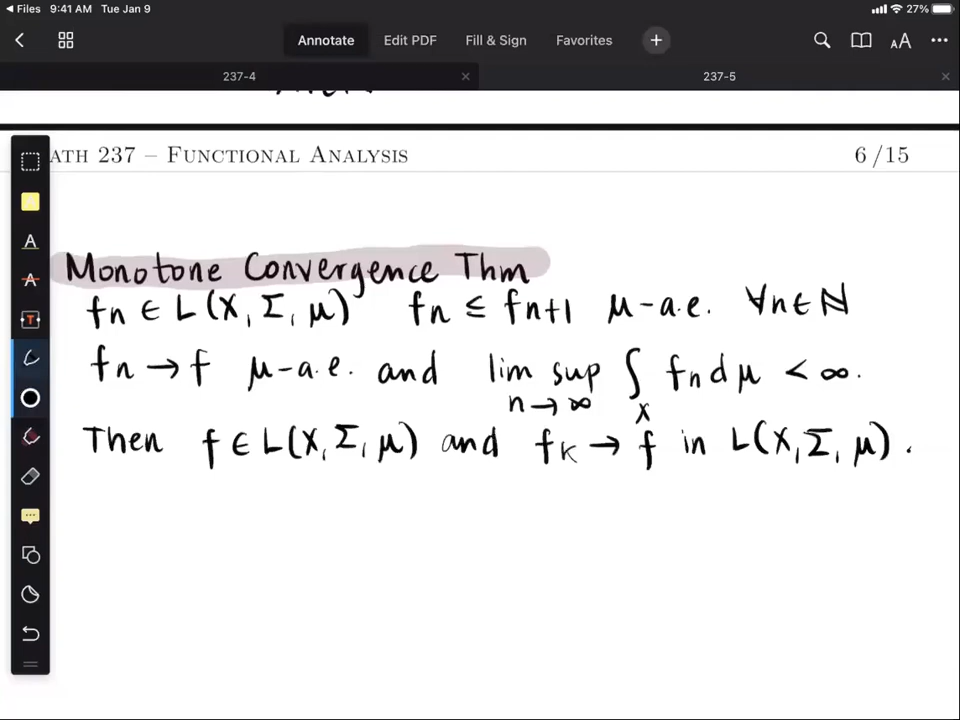 Files 9:41 AM Tue Jan 9 27%
Annotate Edit PDF Fill & Sign Favorites
237-4 237-5
ATH 237 – FUNCTIONAL ANALYSIS 6/15
Monotone Convergence Thm
fn ∈ L(X, Σ, μ) fn ≤ fn+1 μ-a.e. ∀n∈ℕ
fn → f μ-a.e. and lim sup n→∞ ∫X fn dμ < ∞.
Then f ∈ L(X, Σ, μ) and fk → f in L(X, Σ, μ).